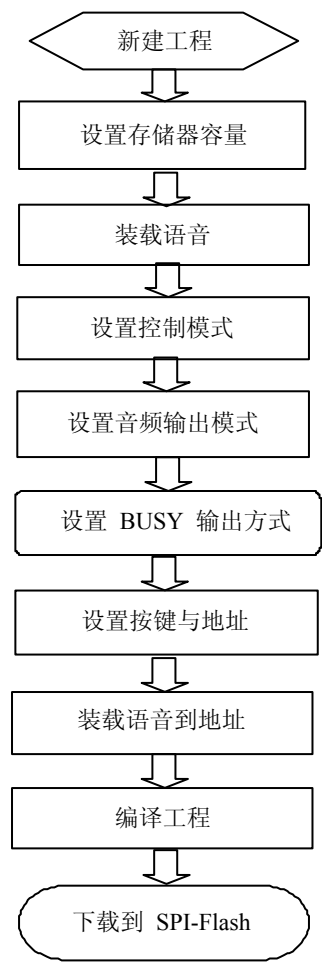 新建工程
设置存储器容量
装载语音
设置控制模式
设置音频输出模式
设置 BUSY 输出方式
设置按键与地址
装载语音到地址
编译工程
下载到 SPI-Flash